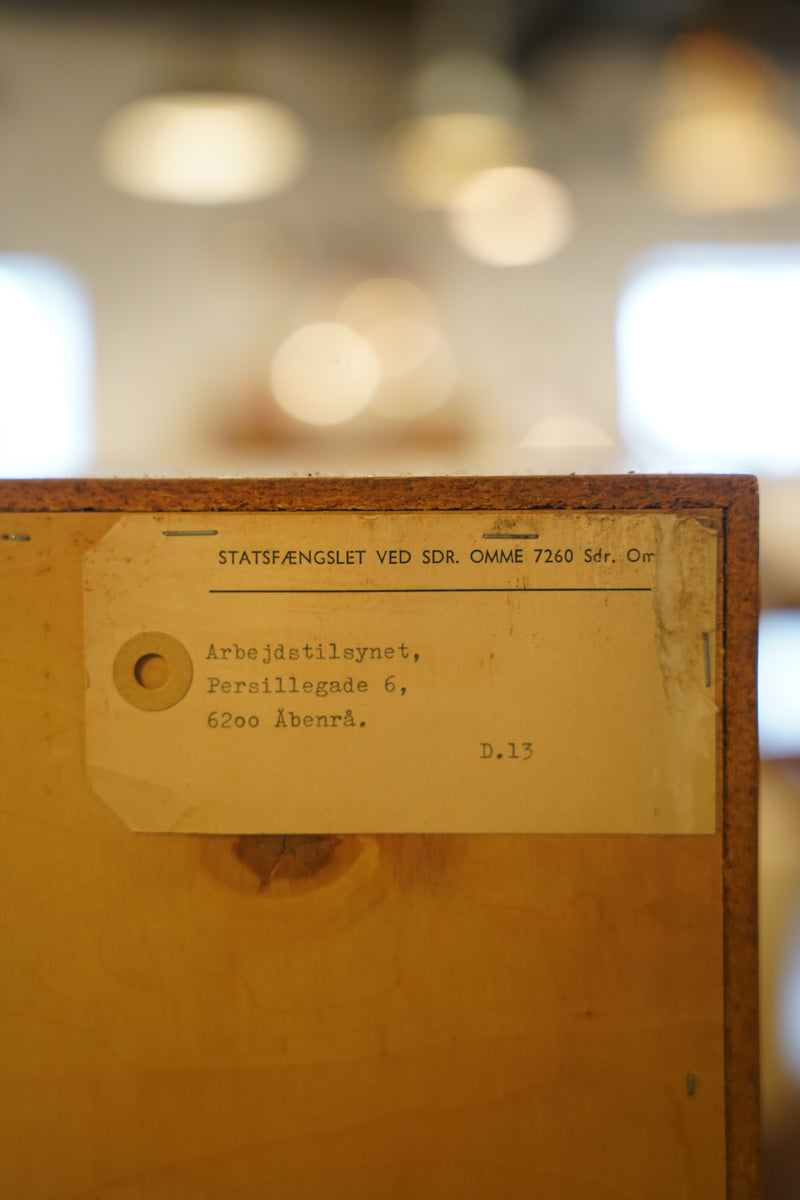 STATSFÆNGSLET VED SDR. OMME 7260 Sdr. Om
Arbejdstilsynet,
Persillegade 6,
62oo Åbenrå.
D.13